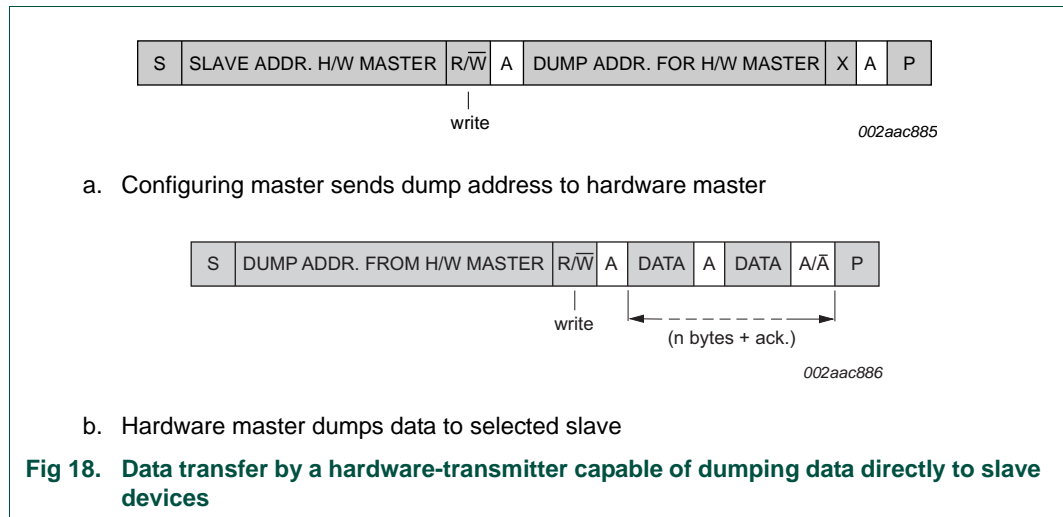 S SLAVE ADDR. H/W MASTER R/W̅ A DUMP ADDR. FOR H/W MASTER X A P
write
002aac885
a. Configuring master sends dump address to hardware master
S DUMP ADDR. FROM H/W MASTER R/W̅ A DATA A DATA A/A̅ P
write
(n bytes + ack.)
002aac886
b. Hardware master dumps data to selected slave
Fig 18. Data transfer by a hardware-transmitter capable of dumping data directly to slave
devices